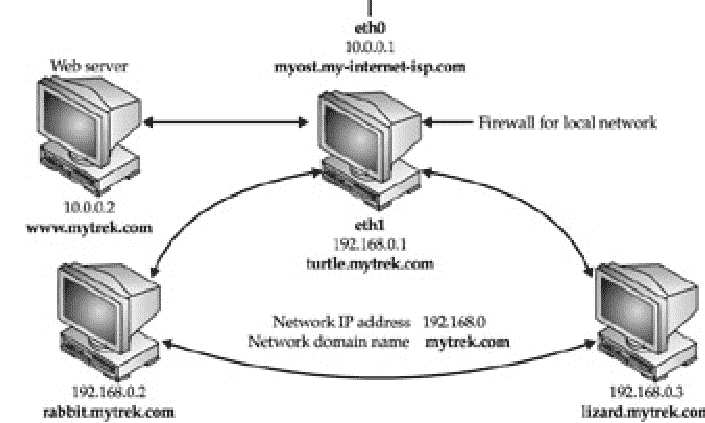 eth0
10.0.0.1
myost.my-internet-isp.com
Web server
Firewall for local network
10.0.0.2
www.mytrek.com
eth1
192.168.0.1
turtle.mytrek.com
Network IP address 192.168.0
Network domain name mytrek.com
192.168.0.2
rabbit.mytrek.com
192.168.0.3
lizard.mytrek.com